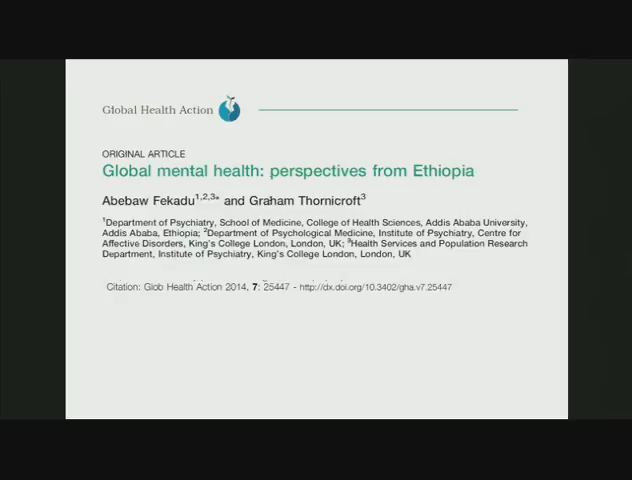 Global Health Action
ORIGINAL ARTICLE
Global mental health: perspectives from Ethiopia
Abebaw Fekadu1,2,3* and Graham Thornicroft3
1Department of Psychiatry, School of Medicine, College of Health Sciences, Addis Ababa University,
Addis Ababa, Ethiopia; 2Department of Psychological Medicine, Institute of Psychiatry, Centre for
Affective Disorders, King's College London, London, UK; 3Health Services and Population Research
Department, Institute of Psychiatry, King's College London, London, UK
Citation: Glob Health Action 2014, 7: 25447 - http://dx.doi.org/10.3402/gha.v7.25447